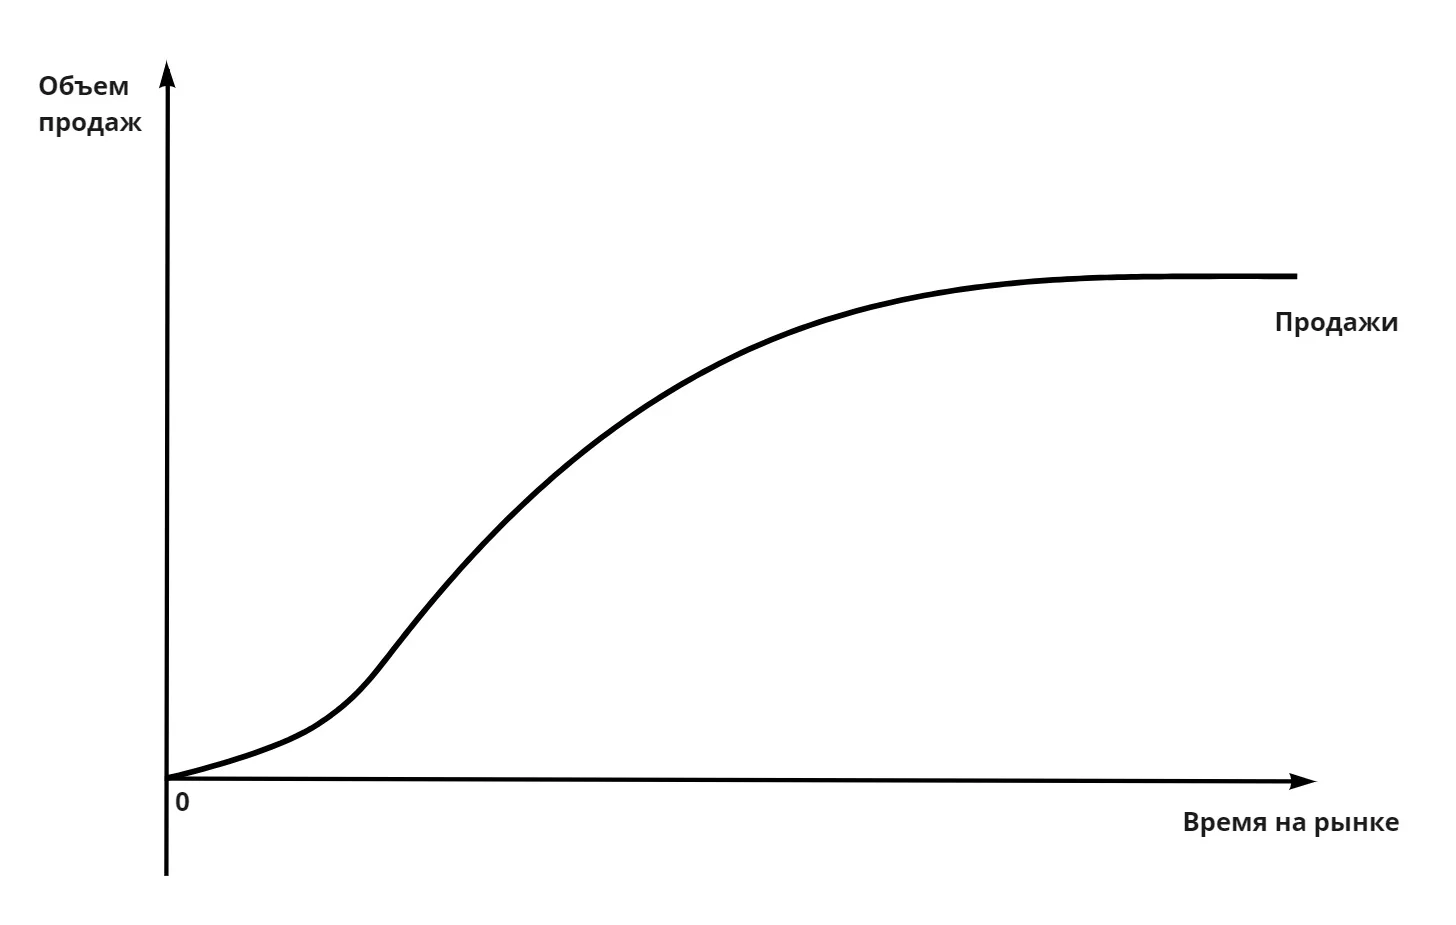 Объем
продаж
Продажи
0
Время на рынке